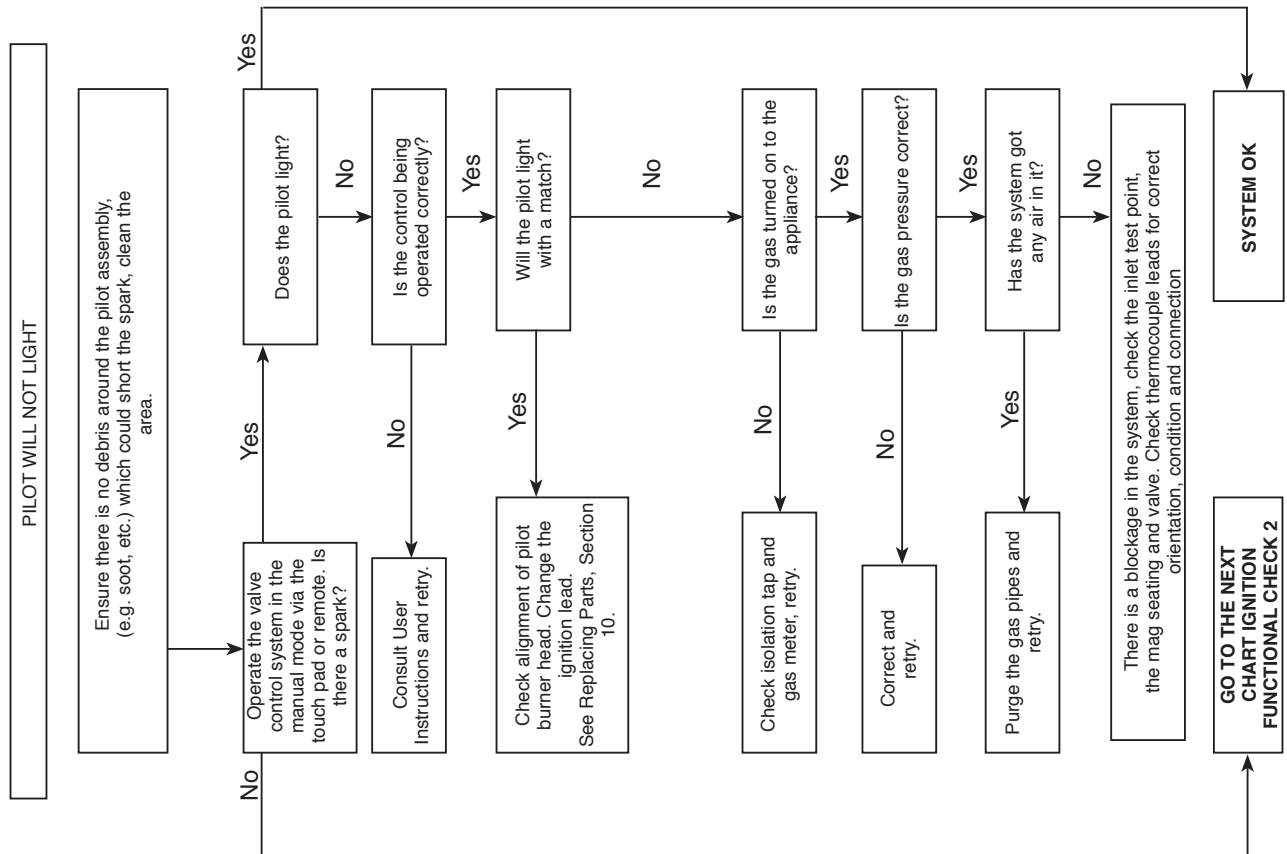 PILOT WILL NOT LIGHT
Ensure there is no debris around the pilot assembly,
(e.g. soot, etc.) which could short the spark, clean the
area.
Operate the valve
control system in the
manual mode via the
touch pad or remote. Is
there a spark?
No
Yes
Does the pilot light?
Yes
No
Is the control being
operated correctly?
No
Consult User
Instructions and retry.
Yes
Will the pilot light
with a match?
Yes
Check alignment of pilot
burner head. Change the
ignition lead.
See Replacing Parts, Section
10.
No
Is the gas turned on to the
appliance?
No
Check isolation tap and
gas meter, retry.
Yes
Is the gas pressure correct?
No
Correct and
retry.
Yes
Has the system got
any air in it?
Yes
Purge the gas pipes and
retry.
No
There is a blockage in the system, check the inlet test point,
the mag seating and valve. Check thermocouple leads for correct
orientation, condition and connection
GO TO THE NEXT
CHART IGNITION
FUNCTIONAL CHECK 2
SYSTEM OK